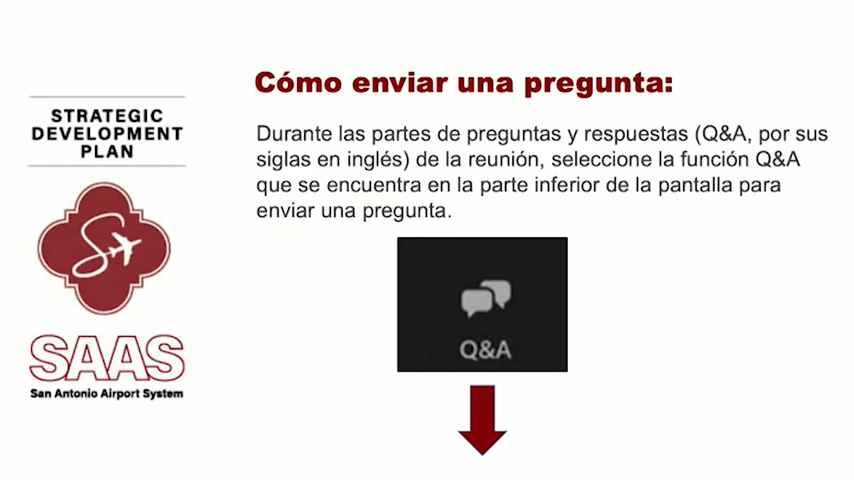 STRATEGIC
DEVELOPMENT
PLAN
SAAS
San Antonio Airport System
Cómo enviar una pregunta:
Durante las partes de preguntas y respuestas (Q&A, por sus
siglas en inglés) de la reunión, seleccione la función Q&A
que se encuentra en la parte inferior de la pantalla para
enviar una pregunta.
Q&A